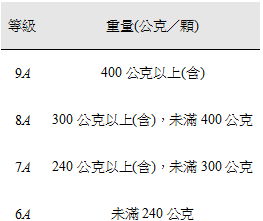 等級 重量(公克／顆)
9A 400 公克以上(含)
8A 300 公克以上(含)，未滿 400 公克
7A 240 公克以上(含)，未滿 300 公克
6A 未滿 240 公克